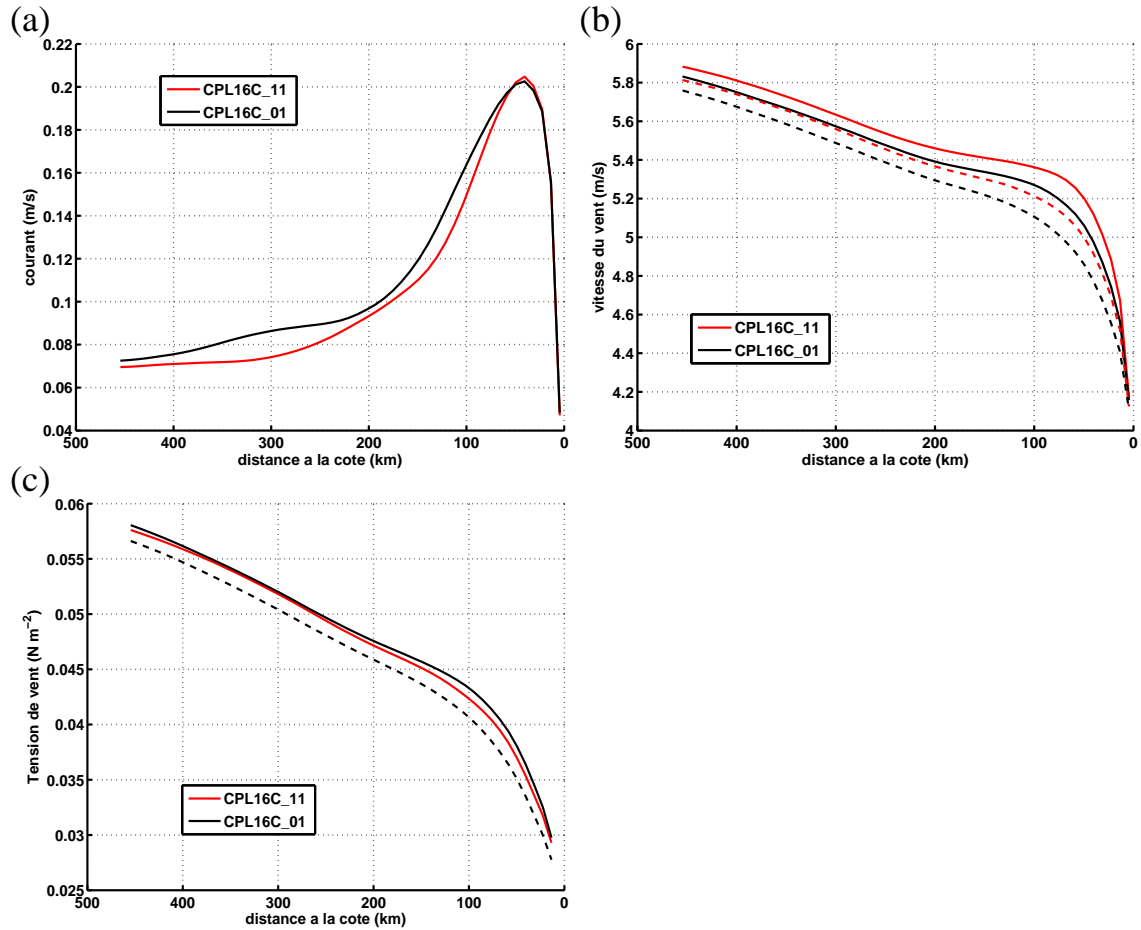 (a)
0.22
0.2
0.18
0.16
0.14
0.12
0.1
0.08
0.06
0.04
courant (m/s)
CPL16C_11
CPL16C_01
500 400 300 200 100 0
distance a la cote (km)
(b)
6
5.8
5.6
5.4
5.2
5
4.8
4.6
4.4
4.2
4
vitesse du vent (m/s)
CPL16C_11
CPL16C_01
500 400 300 200 100 0
distance a la cote (km)
(c)
0.06
0.055
0.05
0.045
0.04
0.035
0.03
0.025
Tension de vent (N m−2)
CPL16C_11
CPL16C_01
500 400 300 200 100 0
distance a la cote (km)